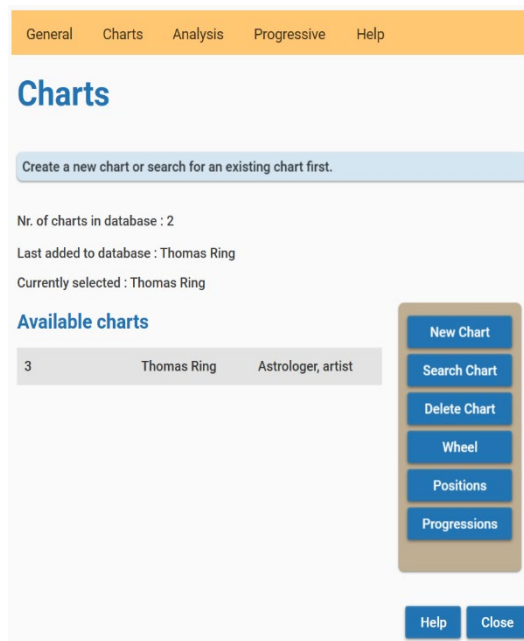 General Charts Analysis Progressive Help
Charts
Create a new chart or search for an existing chart first.
Nr. of charts in database : 2
Last added to database : Thomas Ring
Currently selected : Thomas Ring
Available charts
3 Thomas Ring Astrologer, artist
New Chart
Search Chart
Delete Chart
Wheel
Positions
Progressions
Help Close